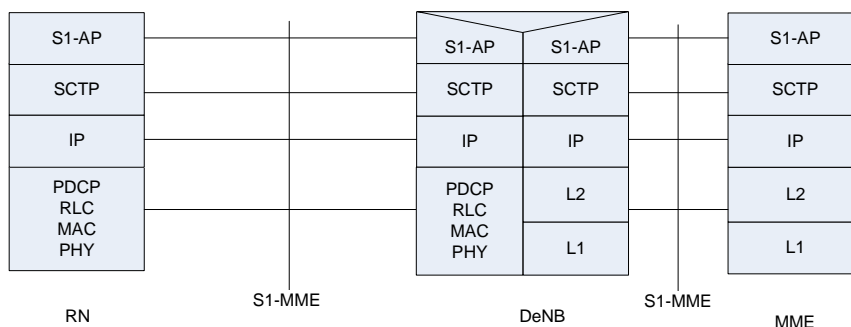 S1-AP
SCTP
IP
PDCP
RLC
MAC
PHY
RN
S1-MME
S1-AP S1-AP
SCTP SCTP
IP IP
PDCP
RLC
MAC
PHY
L2
L1
DeNB
S1-MME
S1-AP
SCTP
IP
L2
L1
MME